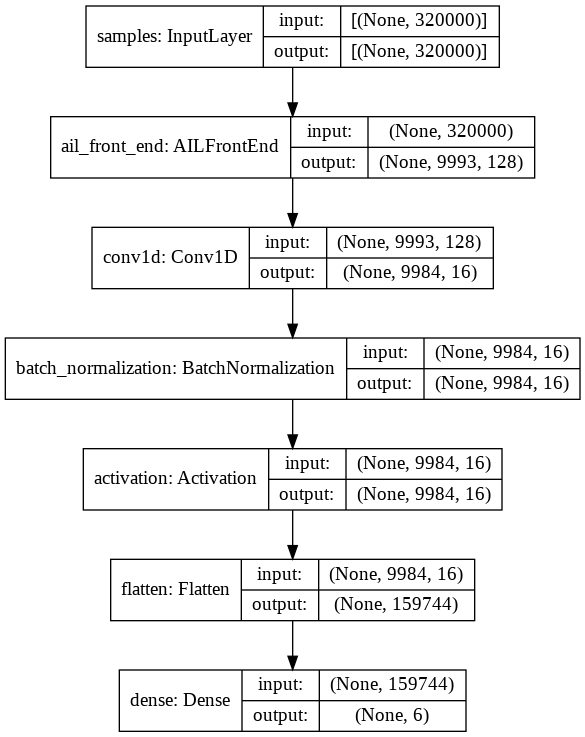 samples: InputLayer
input:
[(None, 320000)]
output:
[(None, 320000)]
ail_front_end: AILFrontEnd
input:
(None, 320000)
output:
(None, 9993, 128)
conv1d: Conv1D
input:
(None, 9993, 128)
output:
(None, 9984, 16)
batch_normalization: BatchNormalization
input:
(None, 9984, 16)
output:
(None, 9984, 16)
activation: Activation
input:
(None, 9984, 16)
output:
(None, 9984, 16)
flatten: Flatten
input:
(None, 9984, 16)
output:
(None, 159744)
dense: Dense
input:
(None, 159744)
output:
(None, 6)